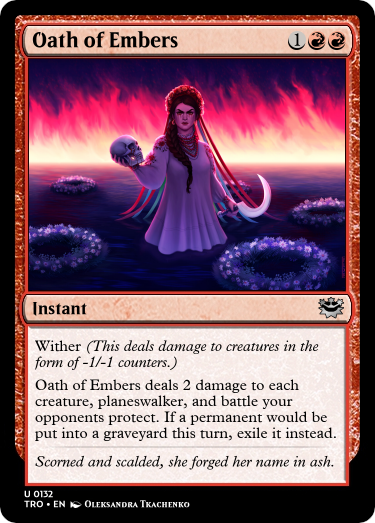 Oath of Embers
1
Instant
Wither (This deals damage to creatures in the
form of -1/-1 counters.)
Oath of Embers deals 2 damage to each
creature, planeswalker, and battle your
opponents protect. If a permanent would be
put into a graveyard this turn, exile it instead.
Scorned and scalded, she forged her name in ash.
U 0132
TRO • EN Oleksandra Tkachenko